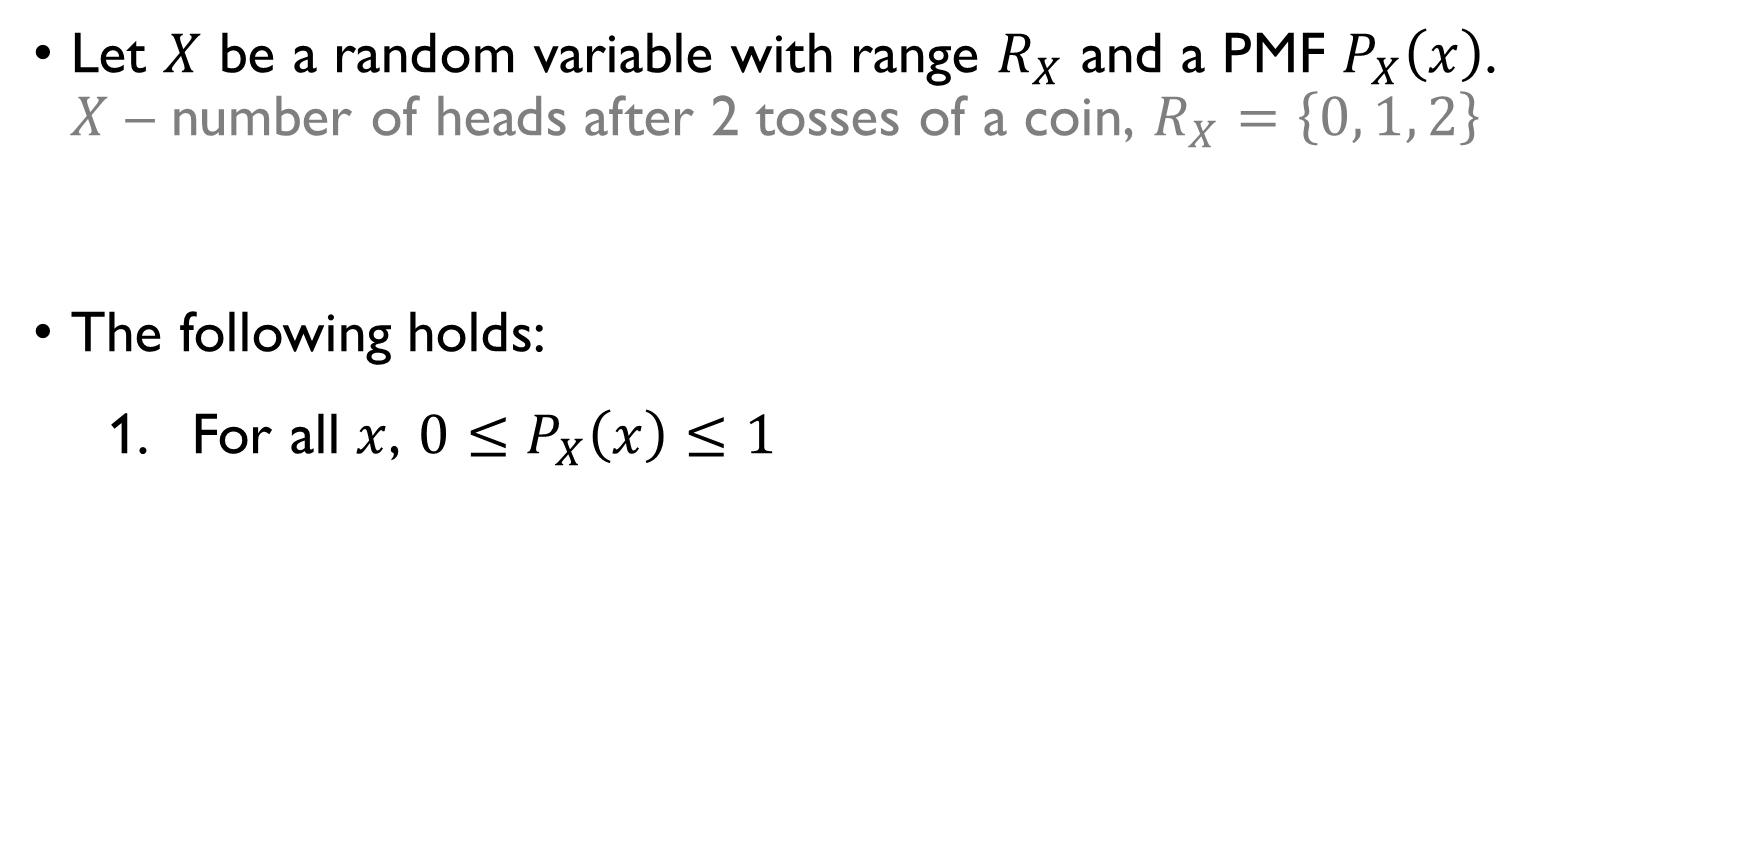 • Let X be a random variable with range R_X and a PMF P_X(x).
X – number of heads after 2 tosses of a coin, R_X = {0, 1, 2}
• The following holds:
1. For all x, 0 ≤ P_X(x) ≤ 1